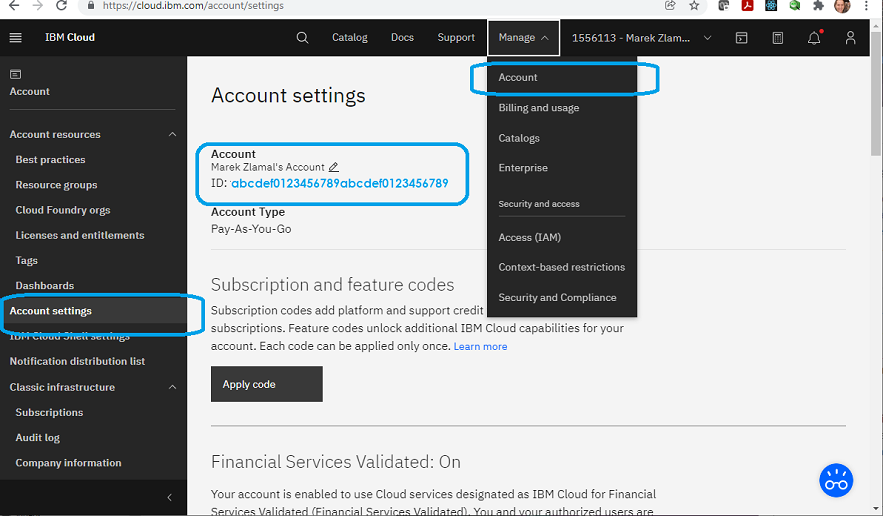 https://cloud.ibm.com/account/settings
IBM Cloud
Catalog
Docs
Support
Manage
1556113 - Marek Zlam...
Account
Account resources
Best practices
Resource groups
Cloud Foundry orgs
Licenses and entitlements
Tags
Dashboards
Account settings
IBM Cloud Shell settings
Notification distribution list
Classic infrastructure
Subscriptions
Audit log
Company information
Account settings
Account
Marek Zlamal's Account
ID: abcdef0123456789abcdef0123456789
Account Type
Pay-As-You-Go
Subscription and feature codes
Subscription codes add platform and support credit
subscriptions. Feature codes unlock additional IBM Cloud capabilities for your
account. Each code can be applied only once. Learn more
Apply code
Financial Services Validated: On
Your account is enabled to use Cloud services designated as IBM Cloud for Financial
Services Validated (Financial Services Validated). You and your authorized users are
Account
Billing and usage
Catalogs
Enterprise
Security and access
Access (IAM)
Context-based restrictions
Security and Compliance